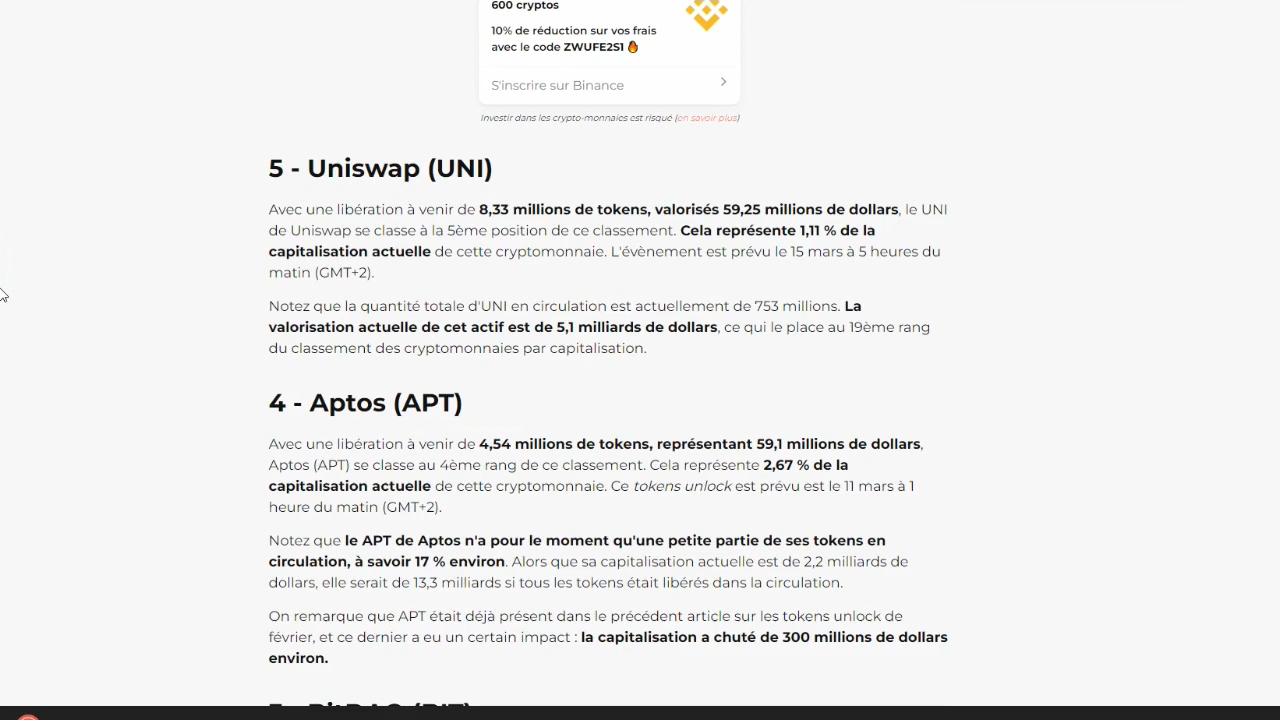 600 cryptos
10% de réduction sur vos frais
avec le code ZWUFE2S1 🔥
S'inscrire sur Binance
Investir dans les crypto-monnaies est risqué (en savoir plus)
5 - Uniswap (UNI)
Avec une libération à venir de 8,33 millions de tokens, valorisés 59,25 millions de dollars, le UNI
de Uniswap se classe à la 5ème position de ce classement. Cela représente 1,11 % de la
capitalisation actuelle de cette cryptomonnaie. L'évènement est prévu le 15 mars à 5 heures du
matin (GMT+2).
Notez que la quantité totale d'UNI en circulation est actuellement de 753 millions. La
valorisation actuelle de cet actif est de 5,1 milliards de dollars, ce qui le place au 19ème rang
du classement des cryptomonnaies par capitalisation.
4 - Aptos (APT)
Avec une libération à venir de 4,54 millions de tokens, représentant 59,1 millions de dollars,
Aptos (APT) se classe au 4ème rang de ce classement. Cela représente 2,67 % de la
capitalisation actuelle de cette cryptomonnaie. Ce tokens unlock est prévu est le 11 mars à 1
heure du matin (GMT+2).
Notez que le APT de Aptos n'a pour le moment qu'une petite partie de ses tokens en
circulation, à savoir 17 % environ. Alors que sa capitalisation actuelle est de 2,2 milliards de
dollars, elle serait de 13,3 milliards si tous les tokens était libérés dans la circulation.
On remarque que APT était déjà présent dans le précédent article sur les tokens unlock de
février, et ce dernier a eu un certain impact : la capitalisation a chuté de 300 millions de dollars
environ.